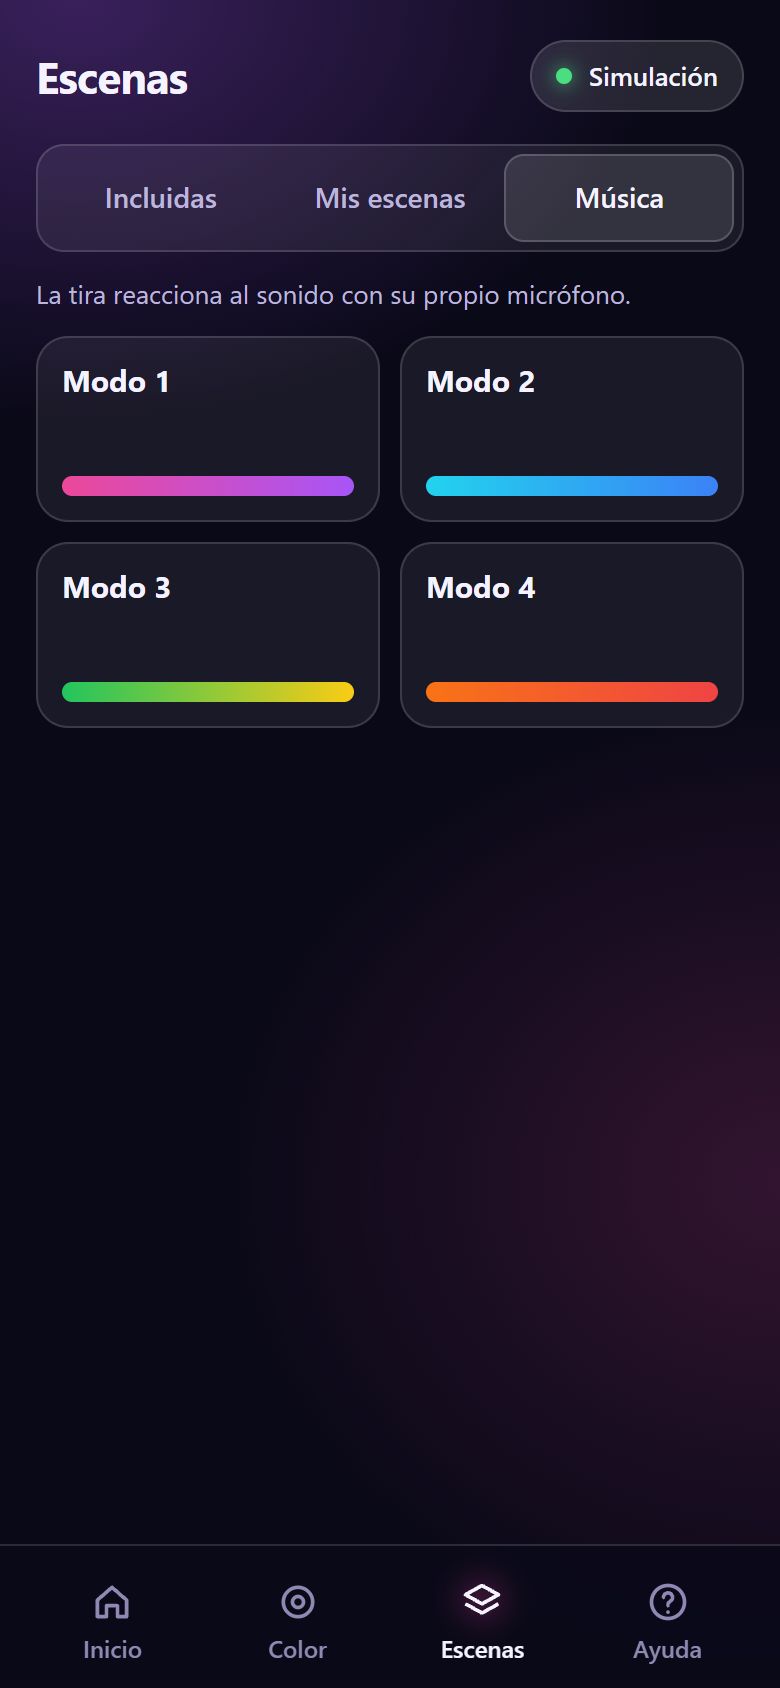 Escenas
Simulación
Incluidas
Mis escenas
Música
La tira reacciona al sonido con su propio micrófono.
Modo 1
Modo 2
Modo 3
Modo 4
Inicio
Color
Escenas
Ayuda